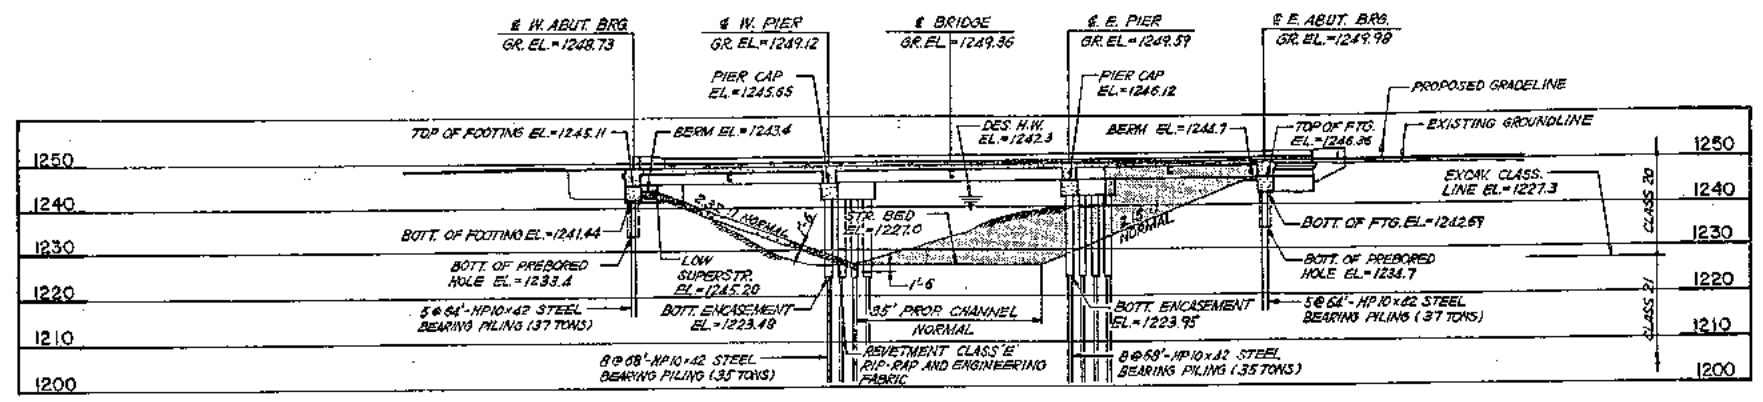 ℄ W. ABUT. BRG.
GR. EL.=1248.73
℄ W. PIER
GR. EL.=1249.12
℄ BRIDGE
GR. EL.=1249.36
℄ E. PIER
GR. EL.=1249.59
℄ E. ABUT. BRG.
GR. EL.=1249.98
PIER CAP
EL.=1245.65
PIER CAP
EL.=1246.12
PROPOSED GRADELINE
TOP OF FOOTING EL.=1245.11
BERM EL.=1243.4
DES. H.W.
EL.=1242.3
BERM EL.=1244.7
TOP OF FTG.
EL.=1246.36
EXISTING GROUNDLINE
1250
1250
EXCAV. CLASS.
LINE EL.=1227.3
CLASS 20
1240
1240
2.35:1 NORMAL
1'-6
STR. BED
EL.=1227.0
NORMAL
BOTT. OF FOOTING EL.=1241.44
BOTT. OF FTG. EL.=1242.69
1230
1230
BOTT. OF PREBORED
HOLE EL.=1233.4
LOW
SUPERSTR.
EL.=1245.20
1'-6
BOTT. OF PREBORED
HOLE EL.=1234.7
1220
1220
5@64'-HP10×42 STEEL
BEARING PILING (37 TONS)
BOTT. ENCASEMENT
EL.=1223.48
35' PROP. CHANNEL
NORMAL
BOTT. ENCASEMENT
EL.=1223.95
5@64'-HP10×42 STEEL
BEARING PILING (37 TONS)
CLASS 21
1210
1210
8@68'-HP10×42 STEEL
BEARING PILING (35 TONS)
REVETMENT CLASS 'E'
RIP-RAP AND ENGINEERING
FABRIC
8@68'-HP10×42 STEEL
BEARING PILING (35 TONS)
1200
1200